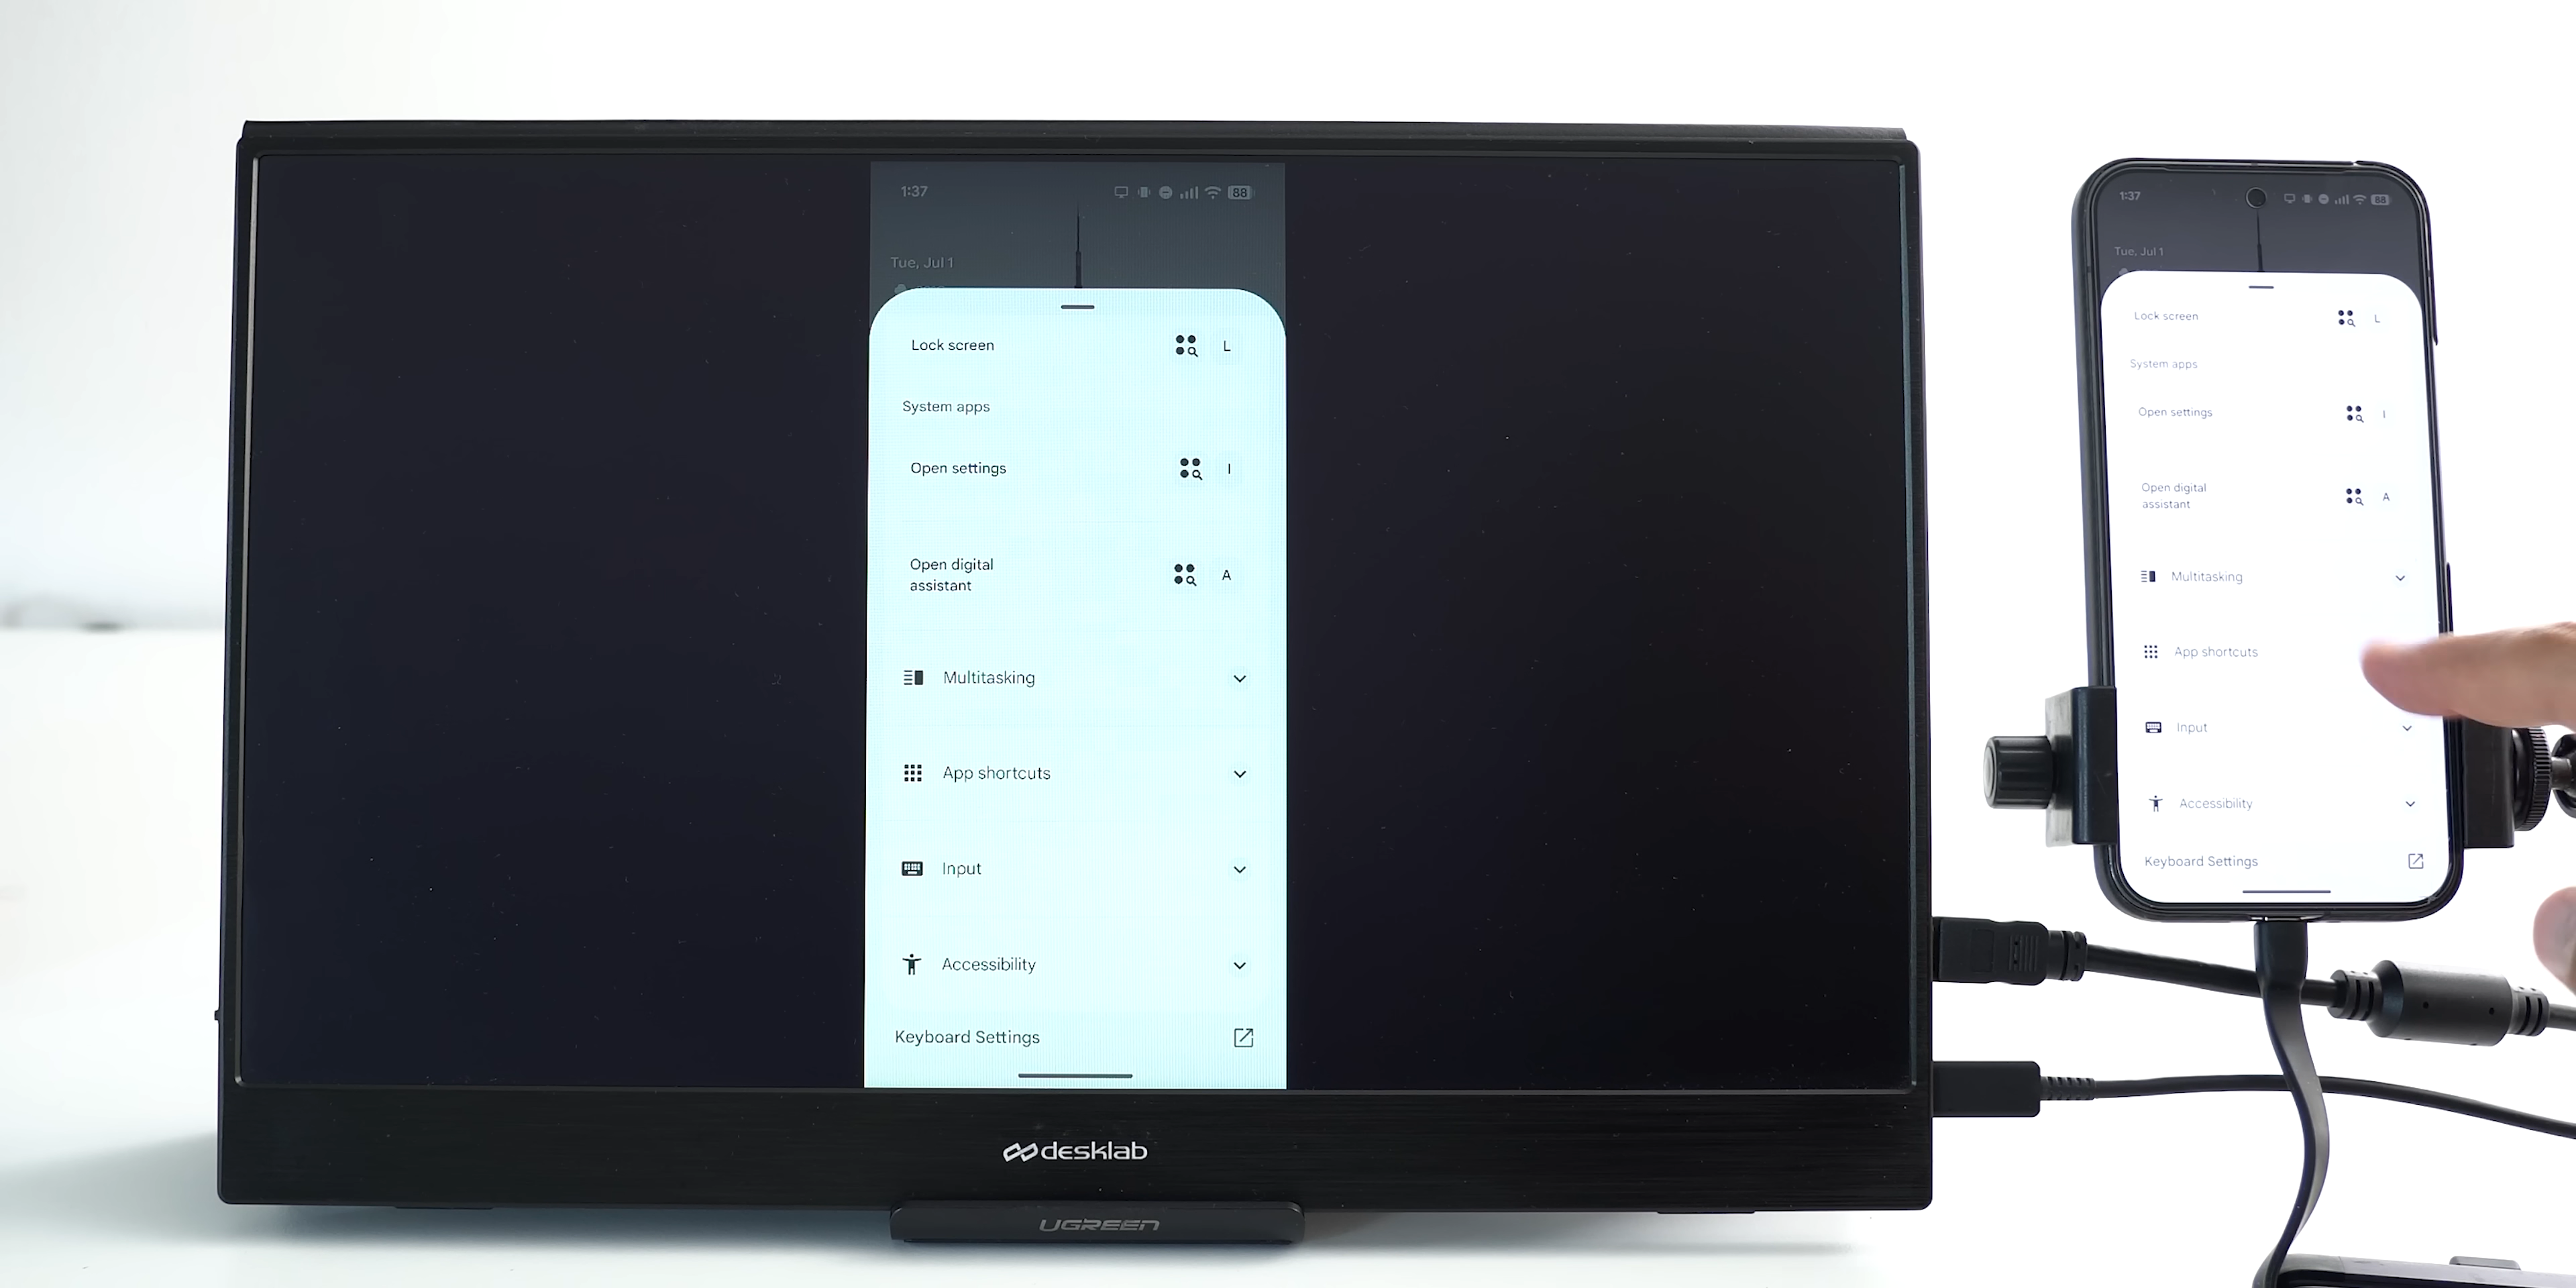 1:37
88
Tue, Jul 1
Lock screen
L
System apps
Open settings
I
Open digital
assistant
A
Multitasking
App shortcuts
Input
Accessibility
Keyboard Settings
desklab
UGREEN
1:37
88
Tue, Jul 1
Lock screen
L
System apps
Open settings
I
Open digital
assistant
A
Multitasking
App shortcuts
Input
Accessibility
Keyboard Settings